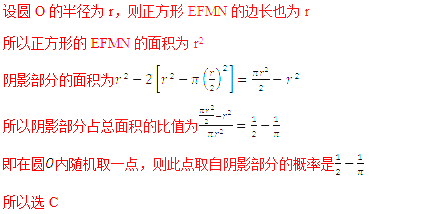 设圆 O 的半径为 r，则正方形 EFMN 的边长也为 r
所以正方形的 EFMN 的面积为 r²
阴影部分的面积为 $r^2-2\left[r^2-\pi\left(\frac{r}{2}\right)^2\right]=\frac{\pi r^2}{2}-r^2$
所以阴影部分占总面积的比值为 $\frac{\frac{\pi r^2}{2}-r^2}{\pi r^2}=\frac{1}{2}-\frac{1}{\pi}$
即在圆O内随机取一点，则此点取自阴影部分的概率是 $\frac{1}{2}-\frac{1}{\pi}$
所以选 C